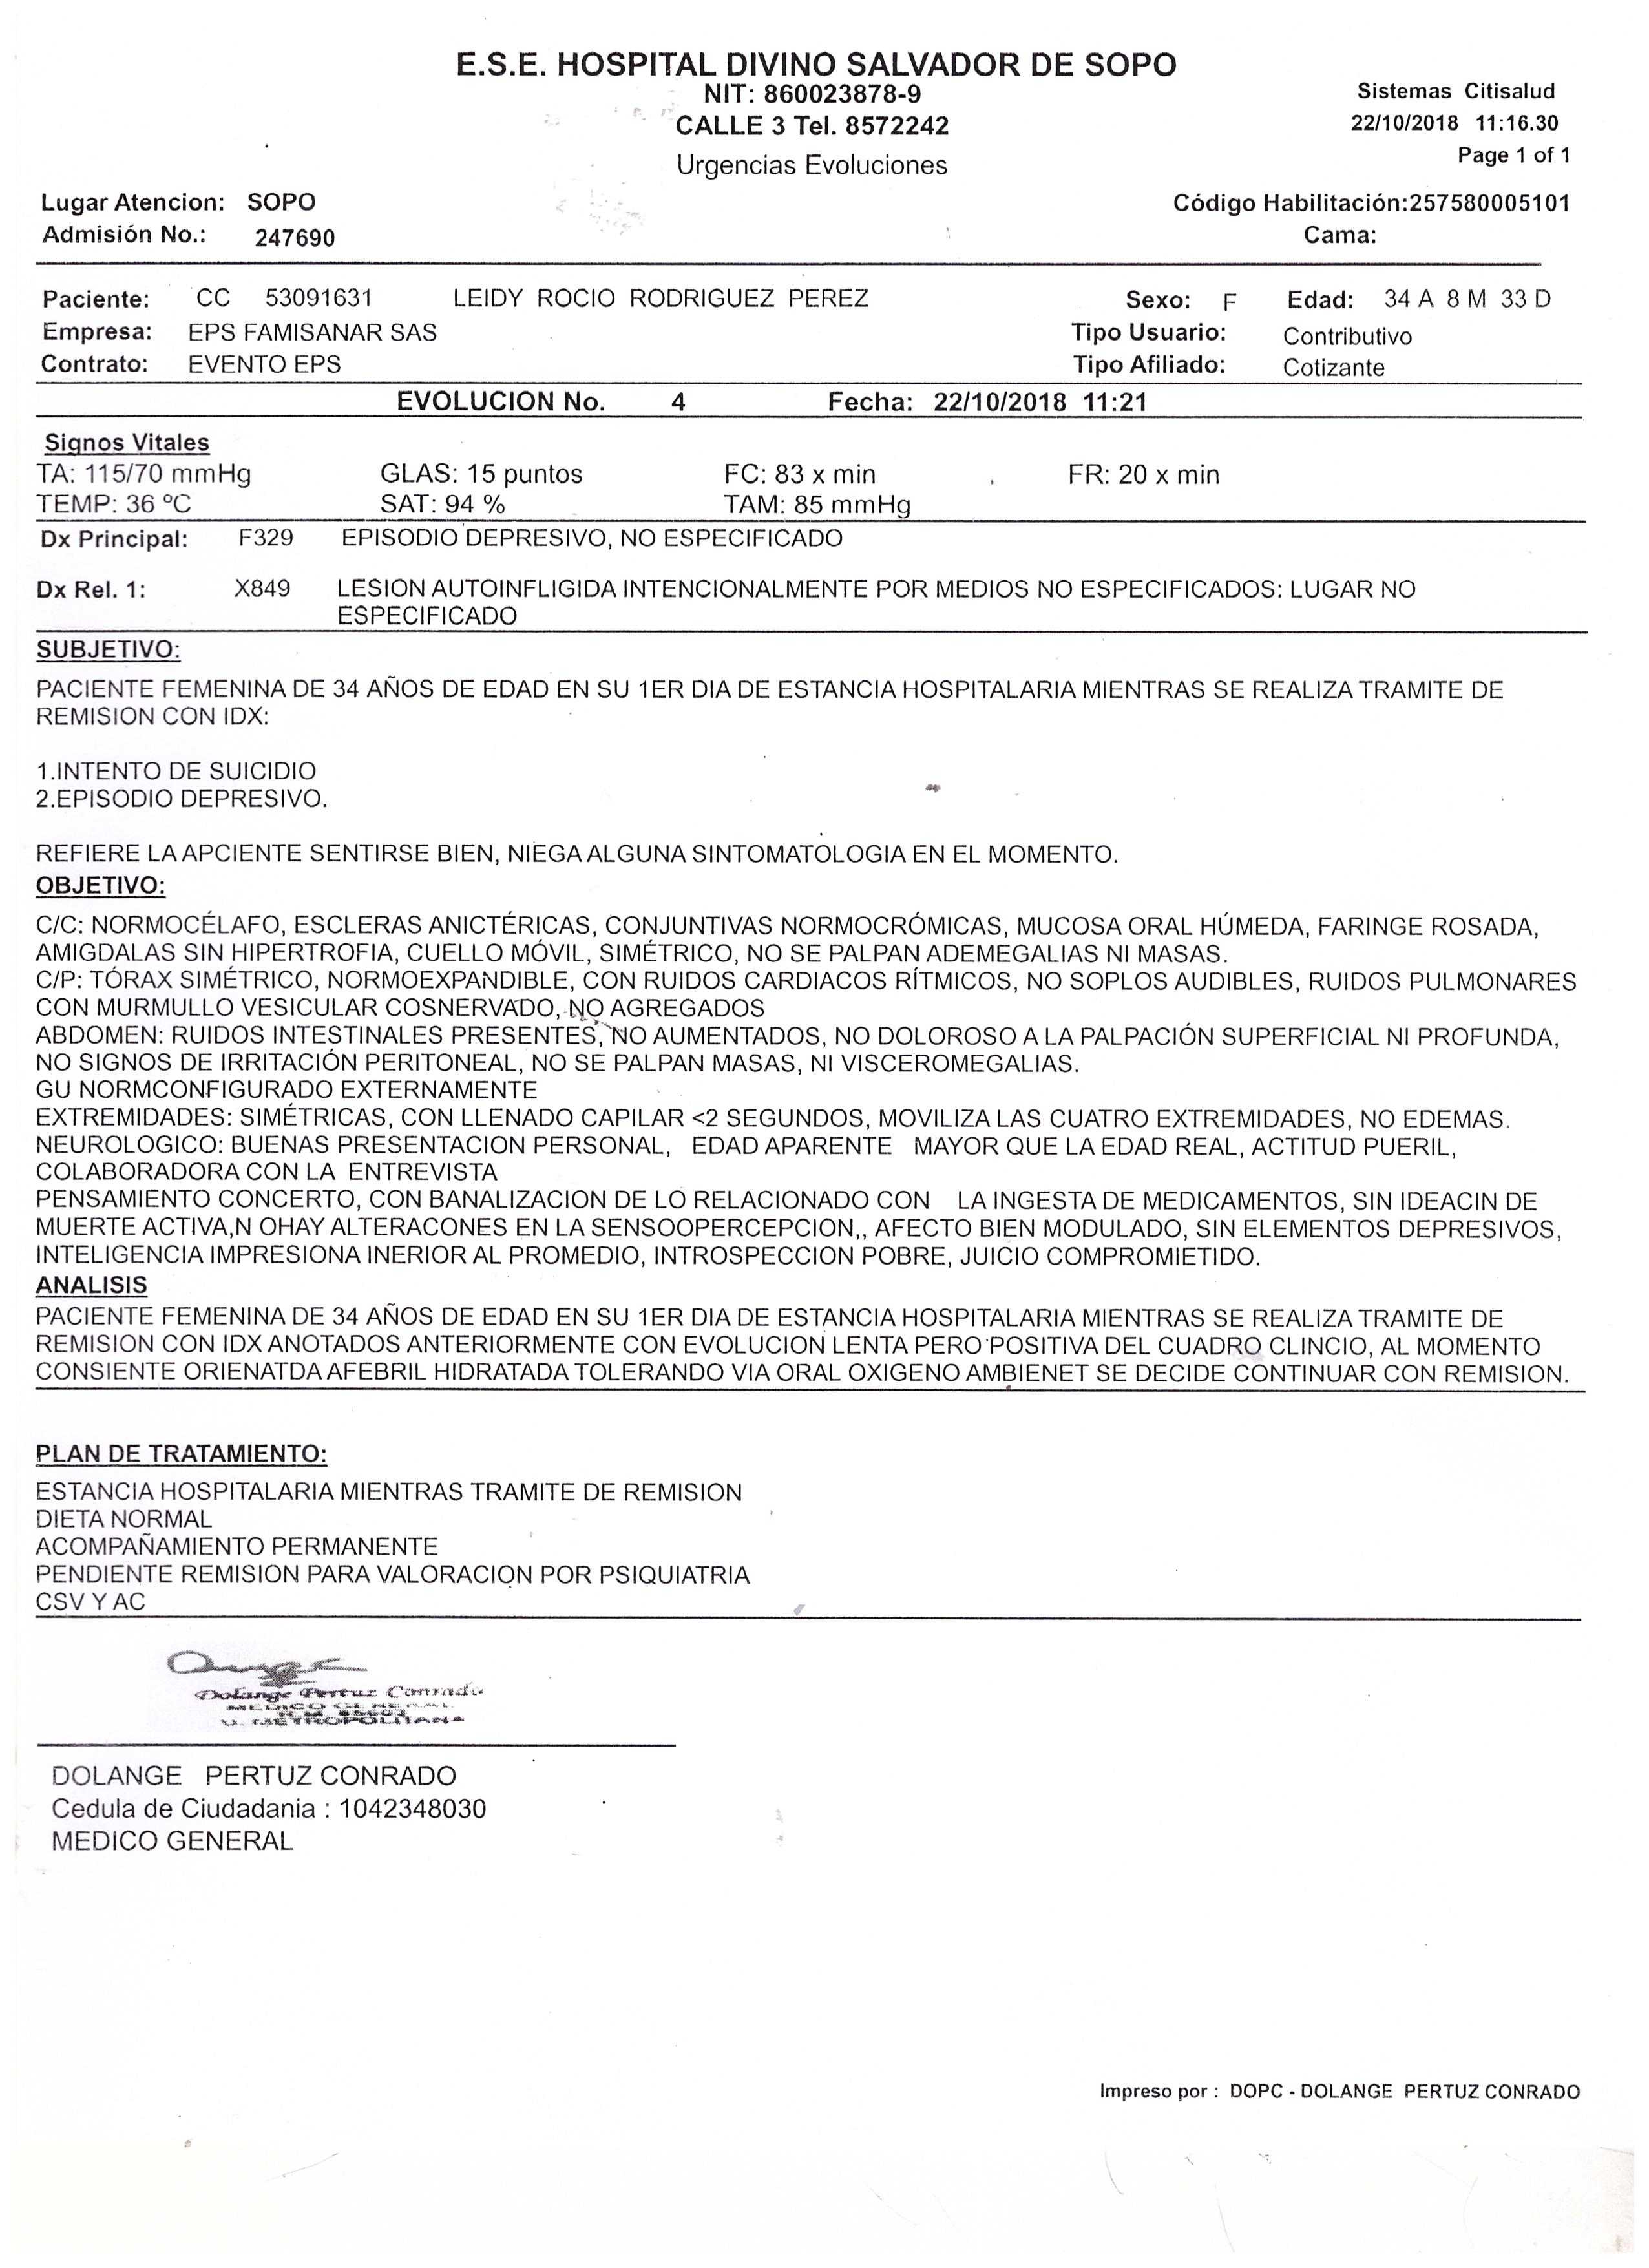 E.S.E. HOSPITAL DIVINO SALVADOR DE SOPO
NIT: 860023878-9
CALLE 3 Tel. 8572242
Urgencias Evoluciones
Sistemas Citisalud
22/10/2018 11:16.30
Page 1 of 1
Lugar Atencion: SOPO
Código Habilitación:257580005101
Admisión No.: 247690
Cama:
Paciente: CC 53091631 LEIDY ROCIO RODRIGUEZ PEREZ Sexo: F Edad: 34 A 8 M 33 D
Empresa: EPS FAMISANAR SAS Tipo Usuario: Contributivo
Contrato: EVENTO EPS Tipo Afiliado: Cotizante
EVOLUCION No. 4 Fecha: 22/10/2018 11:21
Signos Vitales
TA: 115/70 mmHg GLAS: 15 puntos FC: 83 x min FR: 20 x min
TEMP: 36 ºC SAT: 94 % TAM: 85 mmHg
Dx Principal: F329 EPISODIO DEPRESIVO, NO ESPECIFICADO
Dx Rel. 1: X849 LESION AUTOINFLIGIDA INTENCIONALMENTE POR MEDIOS NO ESPECIFICADOS: LUGAR NO
ESPECIFICADO
SUBJETIVO:
PACIENTE FEMENINA DE 34 AÑOS DE EDAD EN SU 1ER DIA DE ESTANCIA HOSPITALARIA MIENTRAS SE REALIZA TRAMITE DE
REMISION CON IDX:
1.INTENTO DE SUICIDIO
2.EPISODIO DEPRESIVO.
REFIERE LA APCIENTE SENTIRSE BIEN, NIEGA ALGUNA SINTOMATOLOGIA EN EL MOMENTO.
OBJETIVO:
C/C: NORMOCÉLAFO, ESCLERAS ANICTÉRICAS, CONJUNTIVAS NORMOCRÓMICAS, MUCOSA ORAL HÚMEDA, FARINGE ROSADA,
AMIGDALAS SIN HIPERTROFIA, CUELLO MÓVIL, SIMÉTRICO, NO SE PALPAN ADEMEGALIAS NI MASAS.
C/P: TÓRAX SIMÉTRICO, NORMOEXPANDIBLE, CON RUIDOS CARDIACOS RÍTMICOS, NO SOPLOS AUDIBLES, RUIDOS PULMONARES
CON MURMULLO VESICULAR COSNERVADO, NO AGREGADOS
ABDOMEN: RUIDOS INTESTINALES PRESENTES, NO AUMENTADOS, NO DOLOROSO A LA PALPACIÓN SUPERFICIAL NI PROFUNDA,
NO SIGNOS DE IRRITACIÓN PERITONEAL, NO SE PALPAN MASAS, NI VISCEROMEGALIAS.
GU NORMCONFIGURADO EXTERNAMENTE
EXTREMIDADES: SIMÉTRICAS, CON LLENADO CAPILAR <2 SEGUNDOS, MOVILIZA LAS CUATRO EXTREMIDADES, NO EDEMAS.
NEUROLOGICO: BUENAS PRESENTACION PERSONAL, EDAD APARENTE MAYOR QUE LA EDAD REAL, ACTITUD PUERIL,
COLABORADORA CON LA ENTREVISTA
PENSAMIENTO CONCERTO, CON BANALIZACION DE LO RELACIONADO CON LA INGESTA DE MEDICAMENTOS, SIN IDEACIN DE
MUERTE ACTIVA,N OHAY ALTERACONES EN LA SENSOOPERCEPCION,, AFECTO BIEN MODULADO, SIN ELEMENTOS DEPRESIVOS,
INTELIGENCIA IMPRESIONA INERIOR AL PROMEDIO, INTROSPECCION POBRE, JUICIO COMPROMIETIDO.
ANALISIS
PACIENTE FEMENINA DE 34 AÑOS DE EDAD EN SU 1ER DIA DE ESTANCIA HOSPITALARIA MIENTRAS SE REALIZA TRAMITE DE
REMISION CON IDX ANOTADOS ANTERIORMENTE CON EVOLUCION LENTA PERO POSITIVA DEL CUADRO CLINCIO, AL MOMENTO
CONSIENTE ORIENATDA AFEBRIL HIDRATADA TOLERANDO VIA ORAL OXIGENO AMBIENET SE DECIDE CONTINUAR CON REMISION.
PLAN DE TRATAMIENTO:
ESTANCIA HOSPITALARIA MIENTRAS TRAMITE DE REMISION
DIETA NORMAL
ACOMPAÑAMIENTO PERMANENTE
PENDIENTE REMISION PARA VALORACION POR PSIQUIATRIA
CSV Y AC
Dolange Pertuz Conrado
MEDICO GENERAL
U. METROPOLITANA
DOLANGE PERTUZ CONRADO
Cedula de Ciudadania : 1042348030
MEDICO GENERAL
Impreso por : DOPC - DOLANGE PERTUZ CONRADO